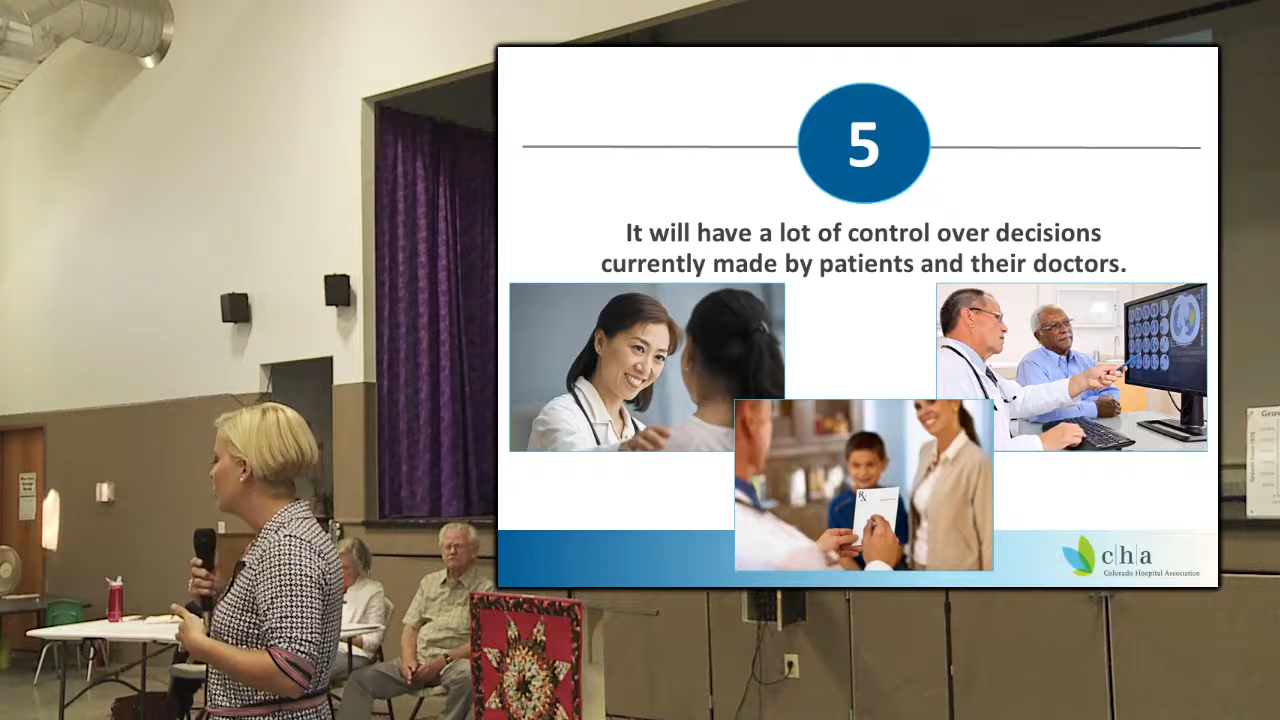 5
It will have a lot of control over decisions
currently made by patients and their doctors.
Rx
cha
Colorado Hospital Association